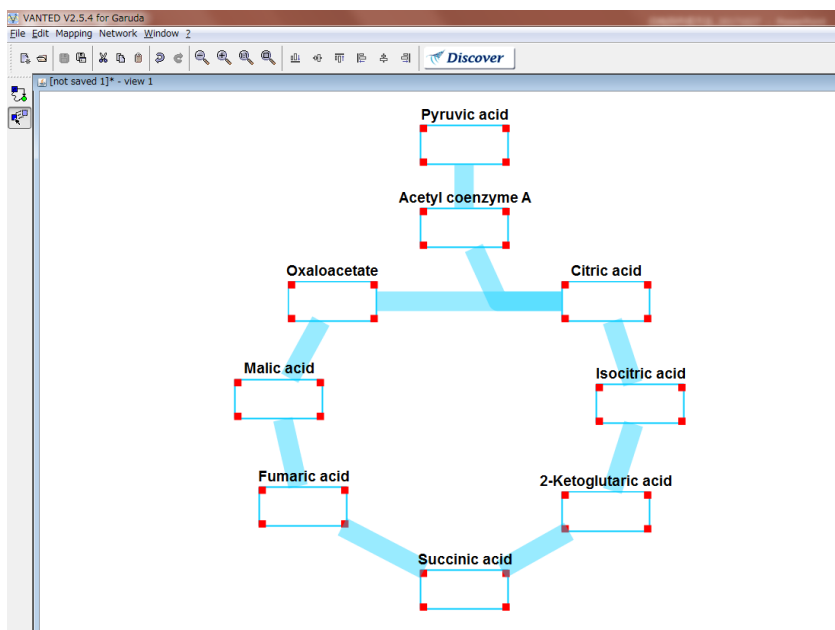 VANTED V2.5.4 for Garuda
File Edit Mapping Network Window ?
Discover
[not saved 1]* - view 1
Pyruvic acid
Acetyl coenzyme A
Oxaloacetate
Citric acid
Malic acid
Isocitric acid
Fumaric acid
2-Ketoglutaric acid
Succinic acid